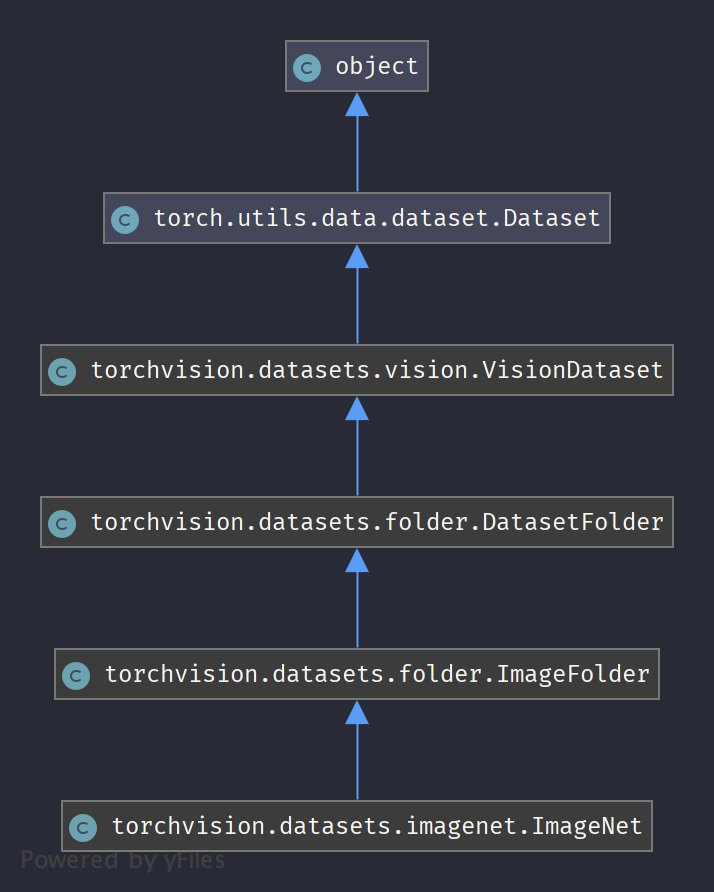 C object
C torch.utils.data.dataset.Dataset
C torchvision.datasets.vision.VisionDataset
C torchvision.datasets.folder.DatasetFolder
C torchvision.datasets.folder.ImageFolder
C torchvision.datasets.imagenet.ImageNet
Powered by yFiles